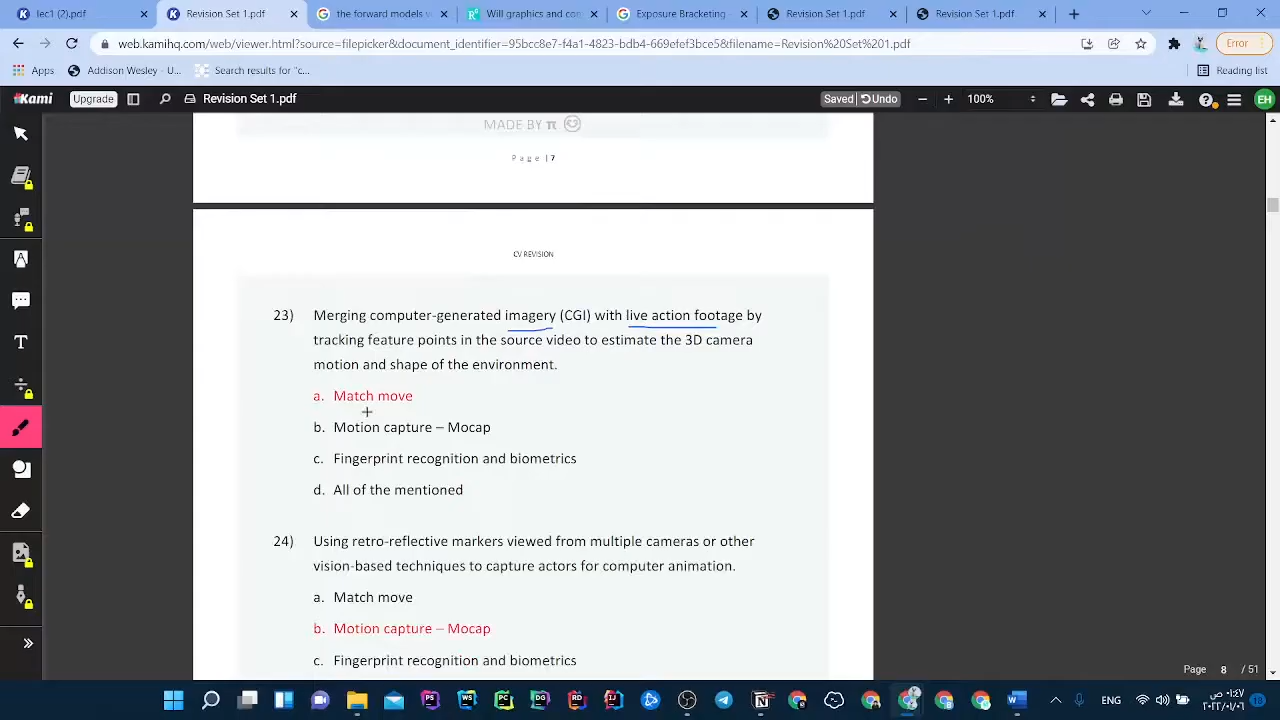 lec1 (2).pdf
Revision Set 1.pdf
the forward models v
Will graphics and con
Exposure Bracketing -
Revision Set 1.pdf
Revision Set 1.pdf
web.kamihq.com/web/viewer.html?source=filepicker&document_identifier=95bcc8e7-f4a1-4823-bdb4-669efef3bce5&filename=Revision%20Set%201.pdf
Error
Apps
Addison Wesley - U...
Search results for "c...
Reading list
Kami
Upgrade
Revision Set 1.pdf
Saved
Undo
100%
EH
MADE BY π
Page | 7
CV REVISION
23) Merging computer-generated imagery (CGI) with live action footage by
tracking feature points in the source video to estimate the 3D camera
motion and shape of the environment.
a. Match move
b. Motion capture – Mocap
c. Fingerprint recognition and biometrics
d. All of the mentioned
24) Using retro-reflective markers viewed from multiple cameras or other
vision-based techniques to capture actors for computer animation.
a. Match move
b. Motion capture – Mocap
c. Fingerprint recognition and biometrics
Page 8 / 51